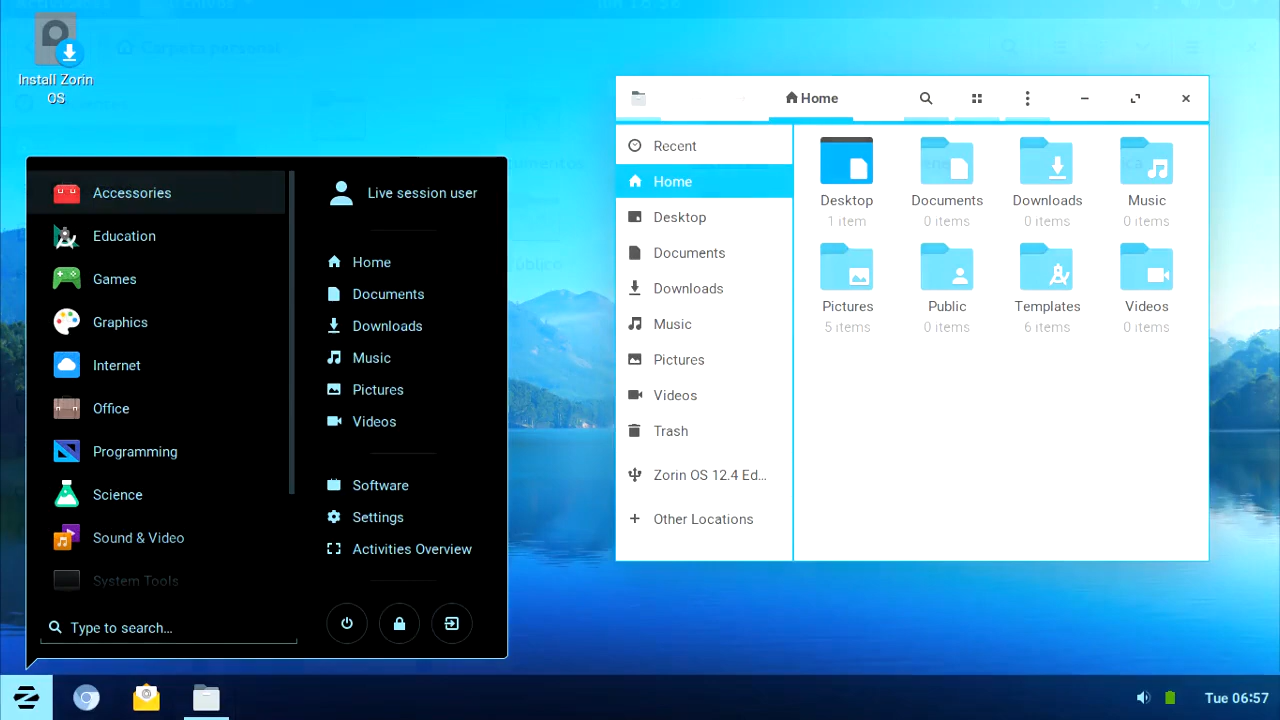 Install Zorin
OS
Accessories
Education
Games
Graphics
Internet
Office
Programming
Science
Sound & Video
System Tools
Type to search...
Live session user
Home
Documents
Downloads
Music
Pictures
Videos
Software
Settings
Activities Overview
Home
Recent
Home
Desktop
Documents
Downloads
Music
Pictures
Videos
Trash
Zorin OS 12.4 Ed...
Other Locations
Desktop
1 item
Documents
0 items
Downloads
0 items
Music
0 items
Pictures
5 items
Public
0 items
Templates
6 items
Videos
0 items
Carpeta personal
Público
Tue 06:57